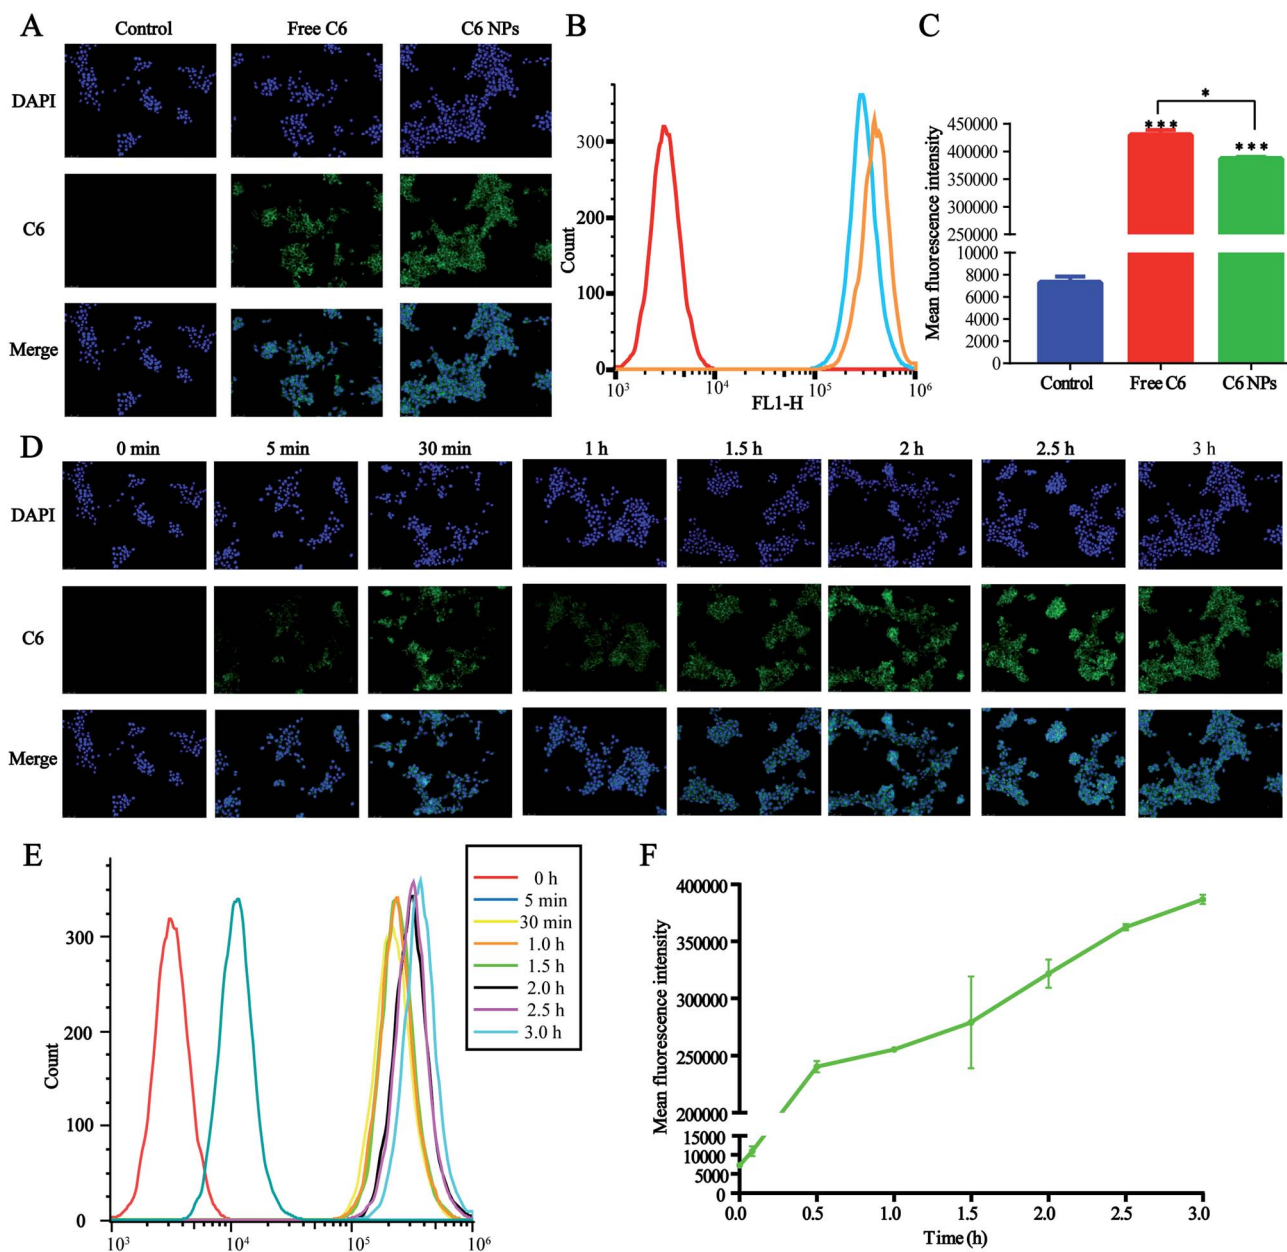 A
Control
Free C6
C6 NPs
DAPI
C6
Merge
B
Count
300
200
100
0
10³
10⁴
10⁵
10⁶
FL1-H
C
Mean fluorescence intensity
450000
400000
350000
300000
250000
10000
8000
6000
4000
2000
0
*
***
***
Control
Free C6
C6 NPs
D
0 min
5 min
30 min
1 h
1.5 h
2 h
2.5 h
3 h
DAPI
C6
Merge
E
Count
300
200
100
0
10³
10⁴
10⁵
10⁶
0 h
5 min
30 min
1.0 h
1.5 h
2.0 h
2.5 h
3.0 h
F
Mean fluorescence intensity
400000
350000
300000
250000
200000
15000
10000
5000
0
0.0
0.5
1.0
1.5
2.0
2.5
3.0
Time (h)